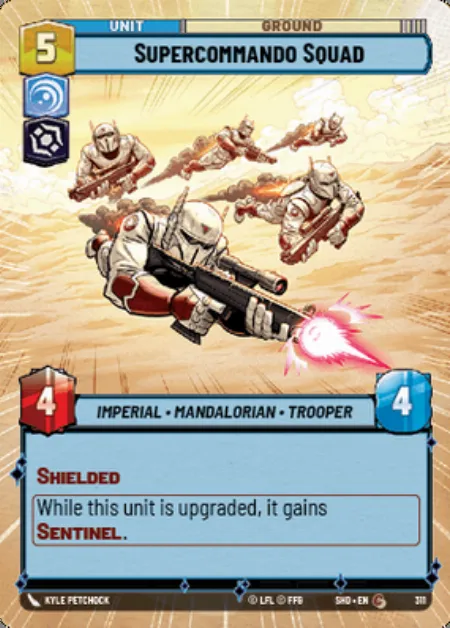 5
UNIT
GROUND
SUPERCOMMANDO SQUAD
4
IMPERIAL • MANDALORIAN • TROOPER
4
SHIELDED
While this unit is upgraded, it gains
SENTINEL.
KYLE PETCHOCK
© LFL © FFG
SHD • EN
311